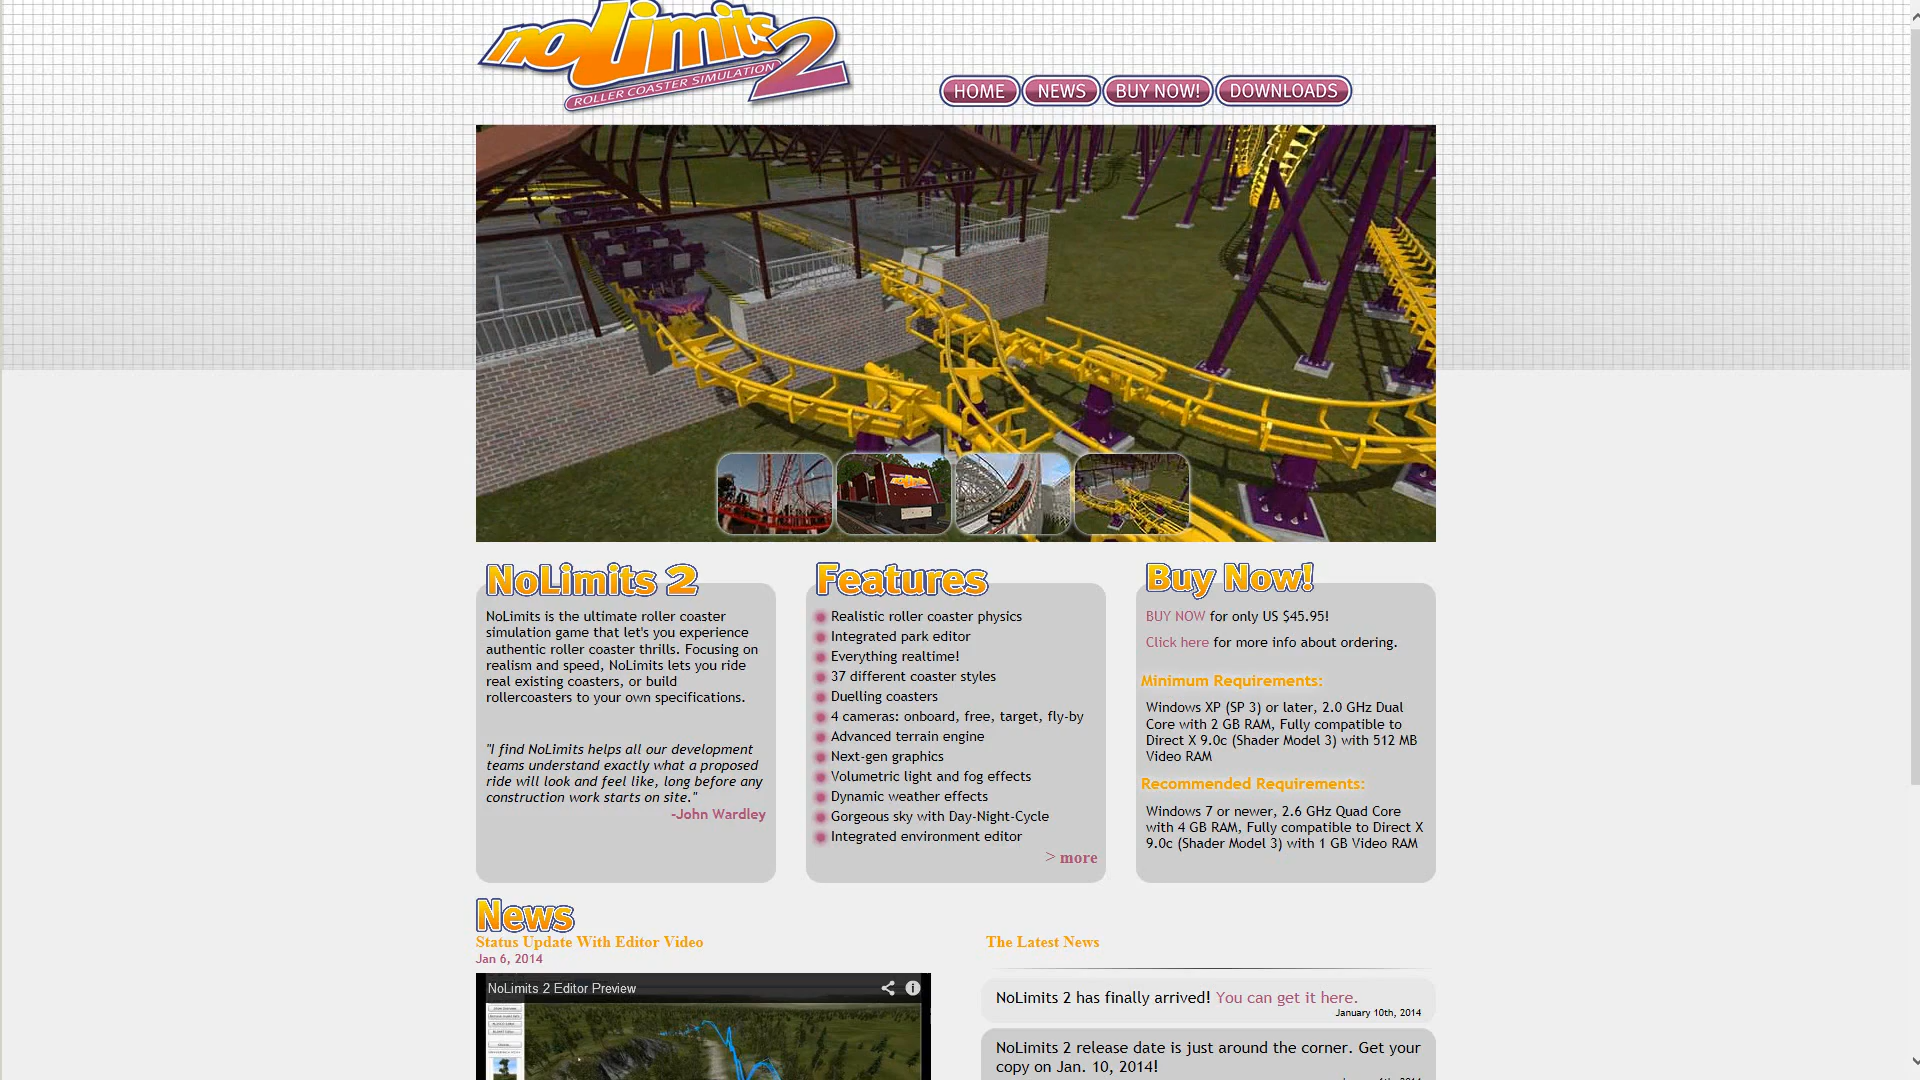 noLimits 2
ROLLER COASTER SIMULATION
HOME
NEWS
BUY NOW!
DOWNLOADS
NoLimits 2
NoLimits is the ultimate roller coaster
simulation game that let's you experience
authentic roller coaster thrills. Focusing on
realism and speed, NoLimits lets you ride
real existing coasters, or build
rollercoasters to your own specifications.
"I find NoLimits helps all our development
teams understand exactly what a proposed
ride will look and feel like, long before any
construction work starts on site."
-John Wardley
Features
Realistic roller coaster physics
Integrated park editor
Everything realtime!
37 different coaster styles
Duelling coasters
4 cameras: onboard, free, target, fly-by
Advanced terrain engine
Next-gen graphics
Volumetric light and fog effects
Dynamic weather effects
Gorgeous sky with Day-Night-Cycle
Integrated environment editor
> more
Buy Now!
BUY NOW for only US $45.95!
Click here for more info about ordering.
Minimum Requirements:
Windows XP (SP 3) or later, 2.0 GHz Dual
Core with 2 GB RAM, Fully compatible to
Direct X 9.0c (Shader Model 3) with 512 MB
Video RAM
Recommended Requirements:
Windows 7 or newer, 2.6 GHz Quad Core
with 4 GB RAM, Fully compatible to Direct X
9.0c (Shader Model 3) with 1 GB Video RAM
News
Status Update With Editor Video
Jan 6, 2014
NoLimits 2 Editor Preview
The Latest News
NoLimits 2 has finally arrived! You can get it here.
January 10th, 2014
NoLimits 2 release date is just around the corner. Get your
copy on Jan. 10, 2014!